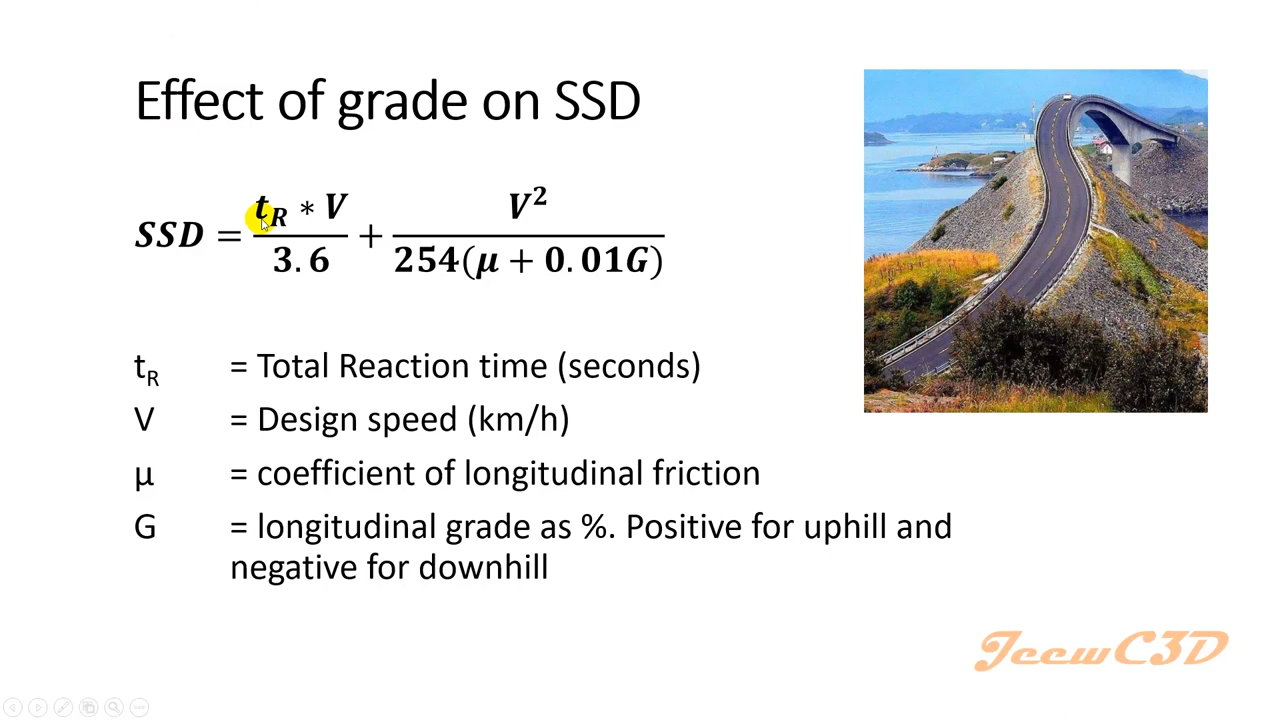 Effect of grade on SSD
SSD = t_R * V / 3.6 + V² / 254(μ + 0.01G)
t_R = Total Reaction time (seconds)
V = Design speed (km/h)
μ = coefficient of longitudinal friction
G = longitudinal grade as %. Positive for uphill and
negative for downhill
JeewC3D